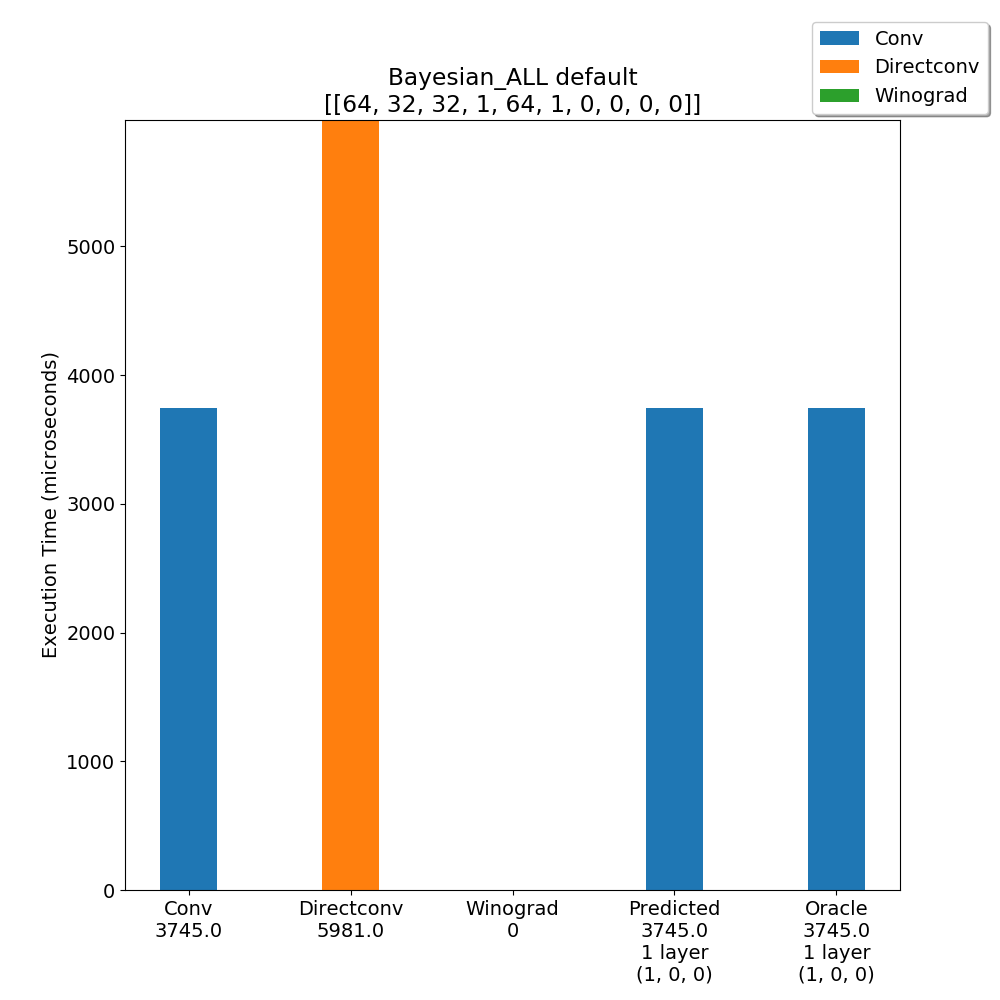 Conv
Directconv
Winograd
Bayesian_ALL default
[[64, 32, 32, 1, 64, 1, 0, 0, 0, 0]]
Execution Time (microseconds)
5000
4000
3000
2000
1000
0
Conv
3745.0
Directconv
5981.0
Winograd
0
Predicted
3745.0
1 layer
(1, 0, 0)
Oracle
3745.0
1 layer
(1, 0, 0)